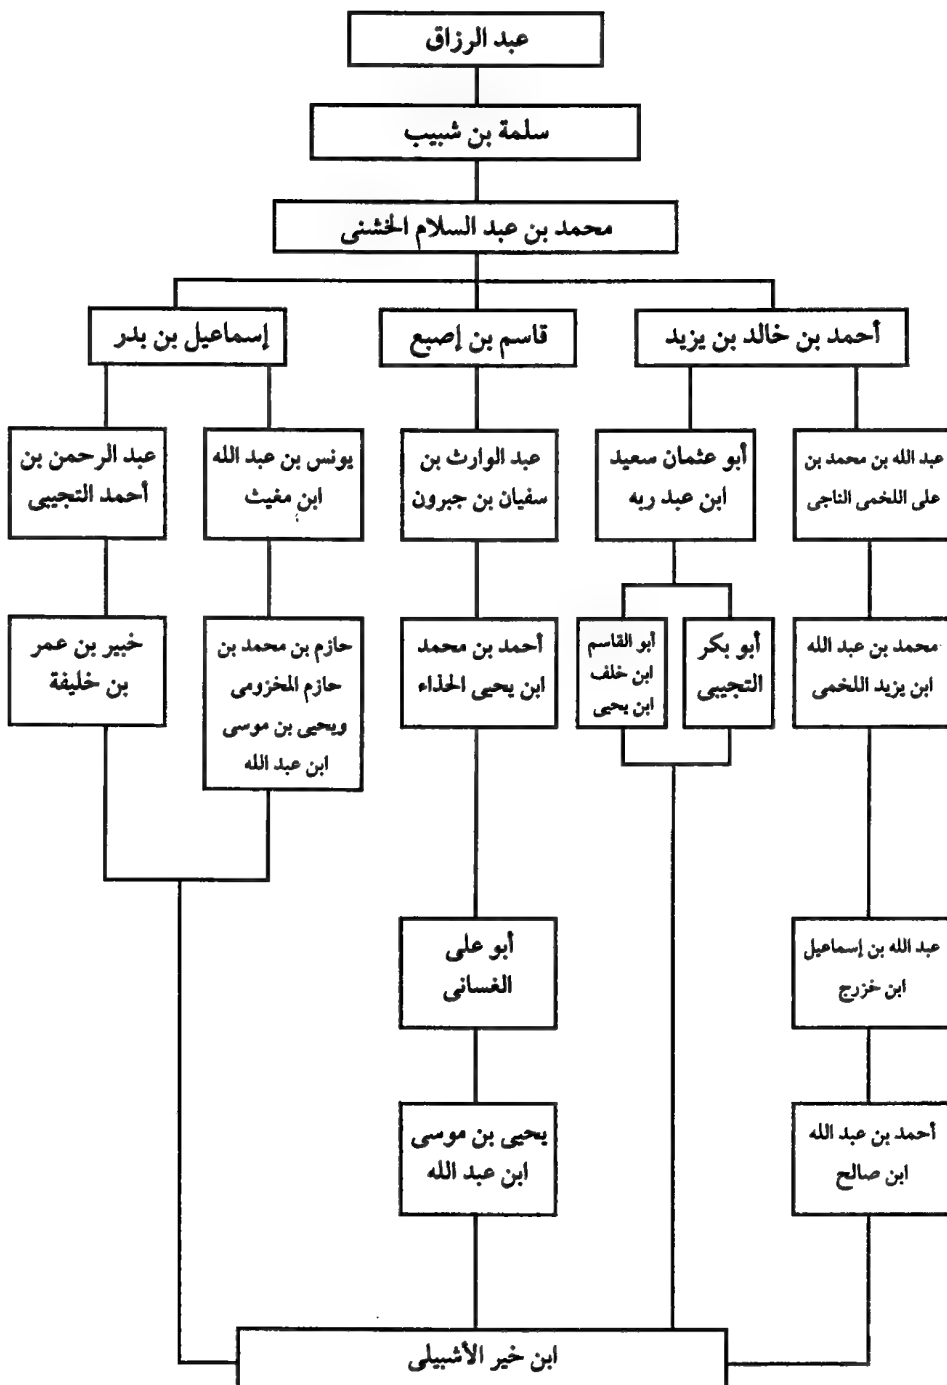 عبد الرزاق
سلمة بن شبيب
محمد بن عبد السلام الخشنى
أحمد بن خالد بن يزيد
قاسم بن إصبع
إسماعيل بن بدر
عبد الله بن محمد بن
على اللخمى الناجى
أبو عثمان سعيد
ابن عبد ربه
عبد الوارث بن
سفيان بن جبرون
يونس بن عبد الله
ابن مغيث
عبد الرحمن بن
أحمد التجيبى
محمد بن عبد الله
ابن يزيد اللخمى
أبو بكر
التجيبى
أبو القاسم
ابن خلف
ابن يحيى
أحمد بن محمد
ابن يحيى الحذاء
حازم بن محمد بن
حازم المخزومى
ويحيى بن موسى
ابن عبد الله
خبير بن عمر
بن خليفة
عبد الله بن إسماعيل
ابن خزرج
أبو على
الغسانى
أحمد بن عبد الله
ابن صالح
يحيى بن موسى
ابن عبد الله
ابن خير الأشبيلى